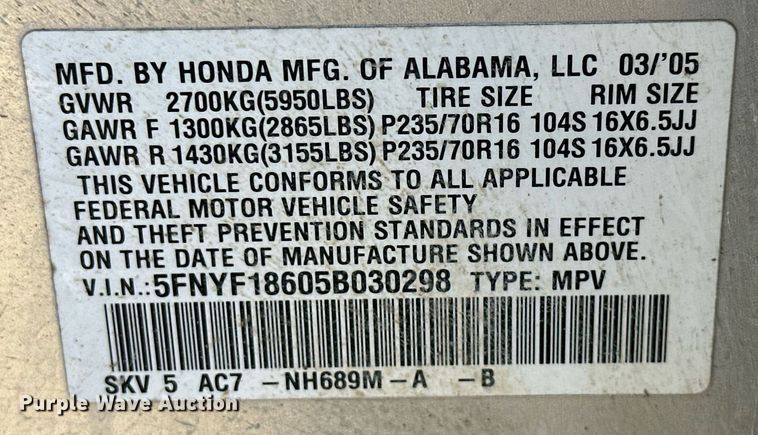 MFD. BY HONDA MFG. OF ALABAMA, LLC 03/'05
GVWR 2700KG(5950LBS) TIRE SIZE RIM SIZE
GAWR F 1300KG(2865LBS) P235/70R16 104S 16X6.5JJ
GAWR R 1430KG(3155LBS) P235/70R16 104S 16X6.5JJ
THIS VEHICLE CONFORMS TO ALL APPLICABLE
FEDERAL MOTOR VEHICLE SAFETY
AND THEFT PREVENTION STANDARDS IN EFFECT
ON THE DATE OF MANUFACTURE SHOWN ABOVE.
V.I.N.:5FNYF18605B030298 TYPE: MPV
SKV 5 AC7 -NH689M-A -B
Purple Wave Auction